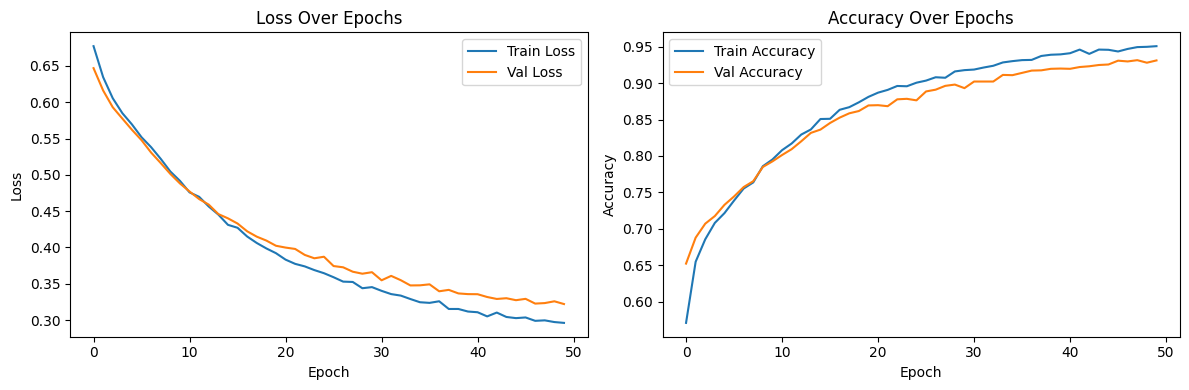 Loss Over Epochs
Train Loss
Val Loss
0.65
0.60
0.55
0.50
0.45
0.40
0.35
0.30
Loss
0 10 20 30 40 50
Epoch
Accuracy Over Epochs
Train Accuracy
Val Accuracy
0.95
0.90
0.85
0.80
0.75
0.70
0.65
0.60
Accuracy
0 10 20 30 40 50
Epoch